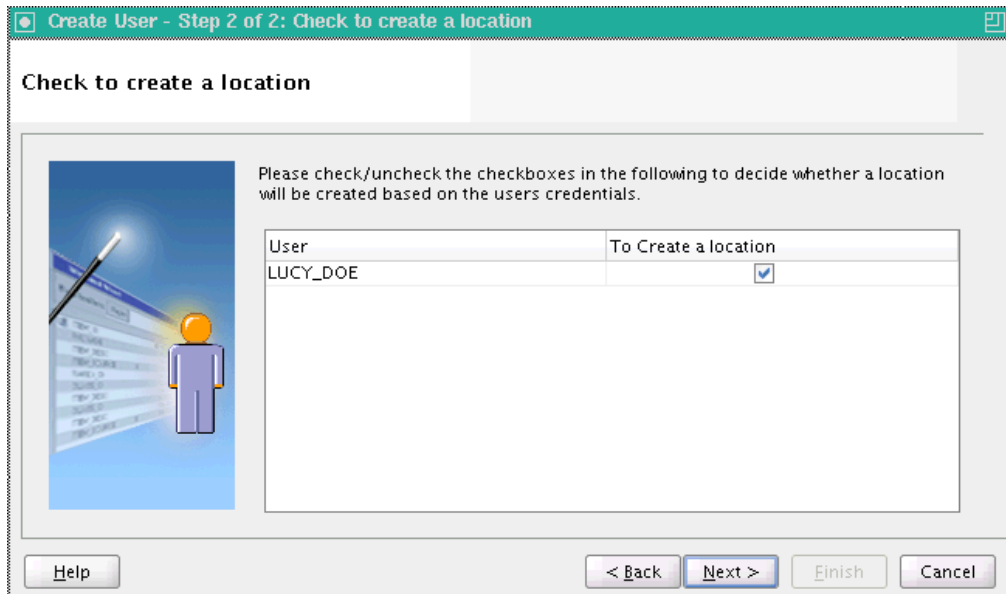 Create User - Step 2 of 2: Check to create a location
Check to create a location
Please check/uncheck the checkboxes in the following to decide whether a location
will be created based on the users credentials.
User To Create a location
LUCY_DOE
Help < Back Next > Finish Cancel